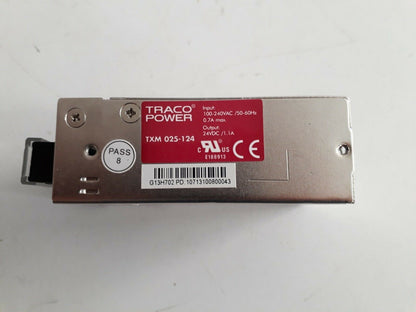 TRACO
POWER
TXM 025-124
Input:
100-240VAC /50-60Hz
0.7A max.
Output:
24VDC /1.1A
C UL US
E188913
CE
PASS
8
G13H702 PD 10713100800043